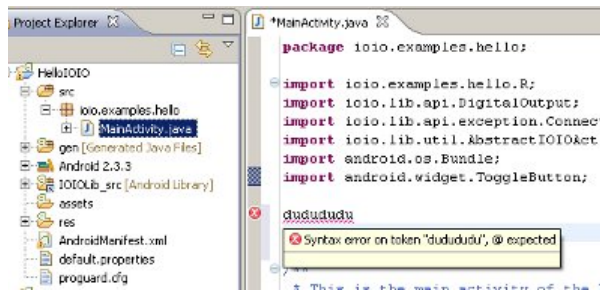 Project Explorer
HelloIOIO
src
ioio.examples.hello
MainActivity.java
gen [Generated Java Files]
Android 2.3.3
IOIOLib_src [Android Library]
assets
res
AndroidManifest.xml
default.properties
proguard.cfg
*MainActivity.java
package ioio.examples.hello;
import ioio.examples.hello.R;
import ioio.lib.api.DigitalOutput;
import ioio.lib.api.exception.Connec
import ioio.lib.util.AbstractIOIOAct
import android.os.Bundle;
import android.widget.ToggleButton;
dudududu
Syntax error on token "dudududu", @ expected
/**
* This is the main activity of the